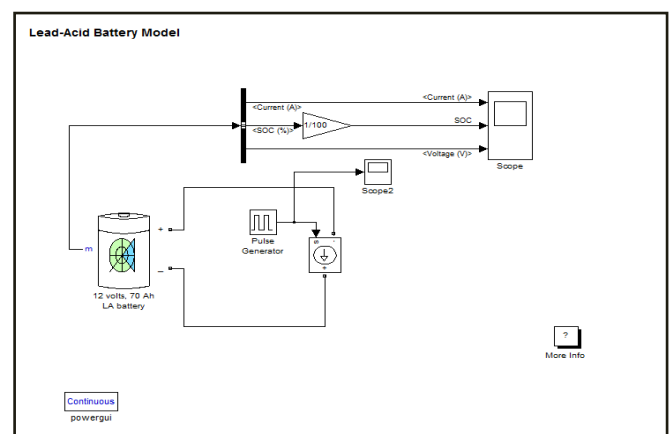 Lead-Acid Battery Model
<Current (A)>
<Current (A)>
1/100
SOC
<SOC (%)>
<Voltage (V)>
Scope
Scope2
+
m
Pulse
Generator
s
-
+
_
12 volts, 70 Ah
LA battery
?
More Info
Continuous
powergui